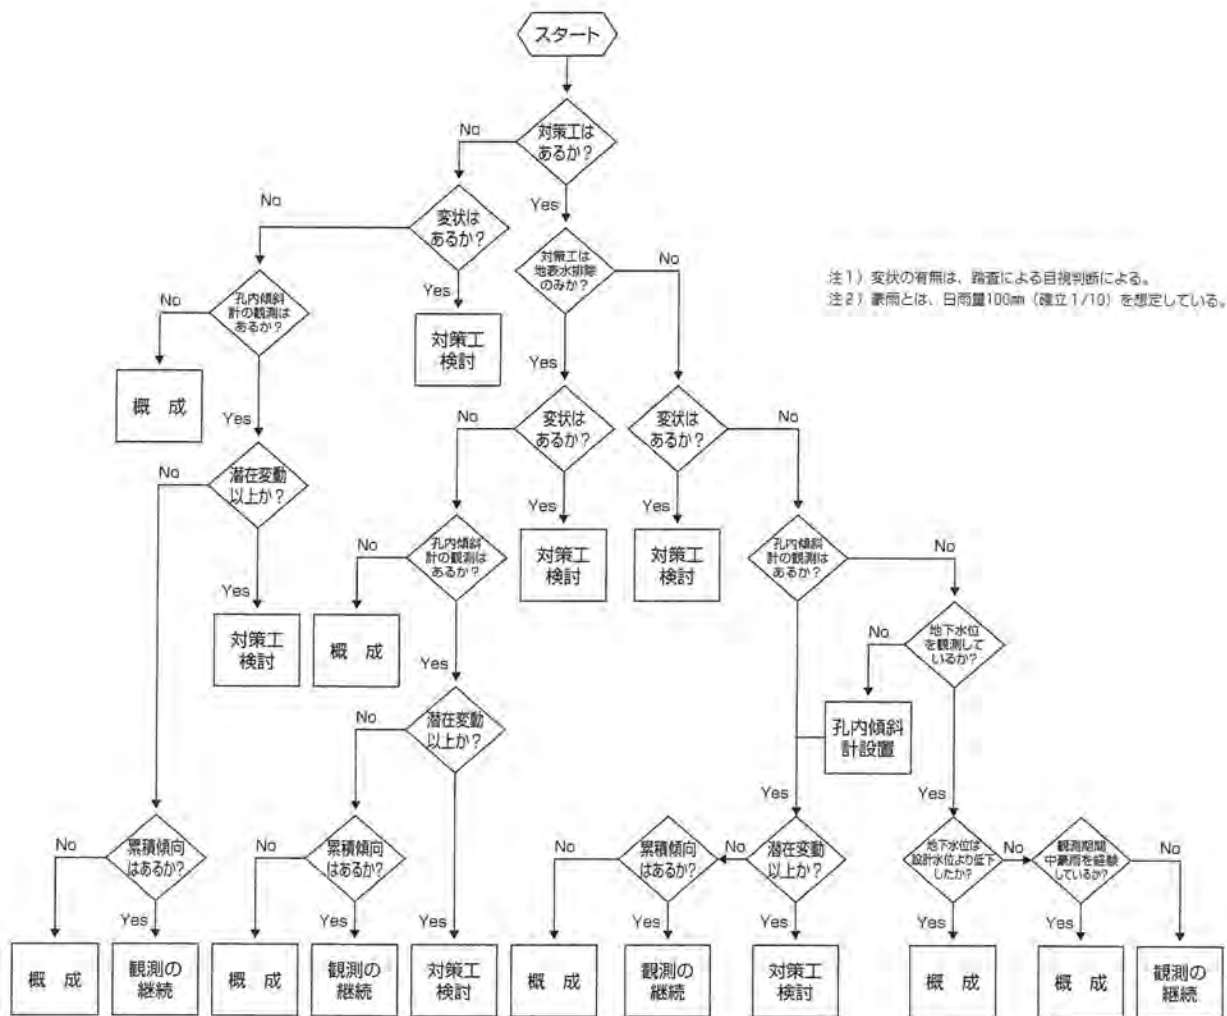 スタート
No
対策工は
あるか？
No
Yes
変状は
あるか？
対策工は
地表水排除
のみか？
No
注１）変状の有無は、踏査による目視判断による。
注２）豪雨とは、日雨量100㎜（確立１/10）を想定している。
No
孔内傾斜
計の観測は
あるか？
Yes
対策工
検討
Yes
概　成
Yes
No
変状は
あるか？
変状は
あるか？
No
No
潜在変動
以上か？
Yes
Yes
No
孔内傾斜
計の観測は
あるか？
対策工
検討
対策工
検討
孔内傾斜
計の観測は
あるか？
No
Yes
対策工
検討
概　成
Yes
No
地下水位
を観測して
いるか？
No
潜在変動
以上か？
孔内傾斜
計設置
Yes
Yes
No
累積傾向
はあるか？
No
累積傾向
はあるか？
No
累積傾向
はあるか？
No
潜在変動
以上か？
地下水位は
設計水位より低下
したか？
No
観測期間
中豪雨を経験
しているか？
No
Yes
Yes
Yes
Yes
Yes
Yes
Yes
概　成
観測の
継続
概　成
観測の
継続
対策工
検討
概　成
観測の
継続
対策工
検討
概　成
概　成
観測の
継続